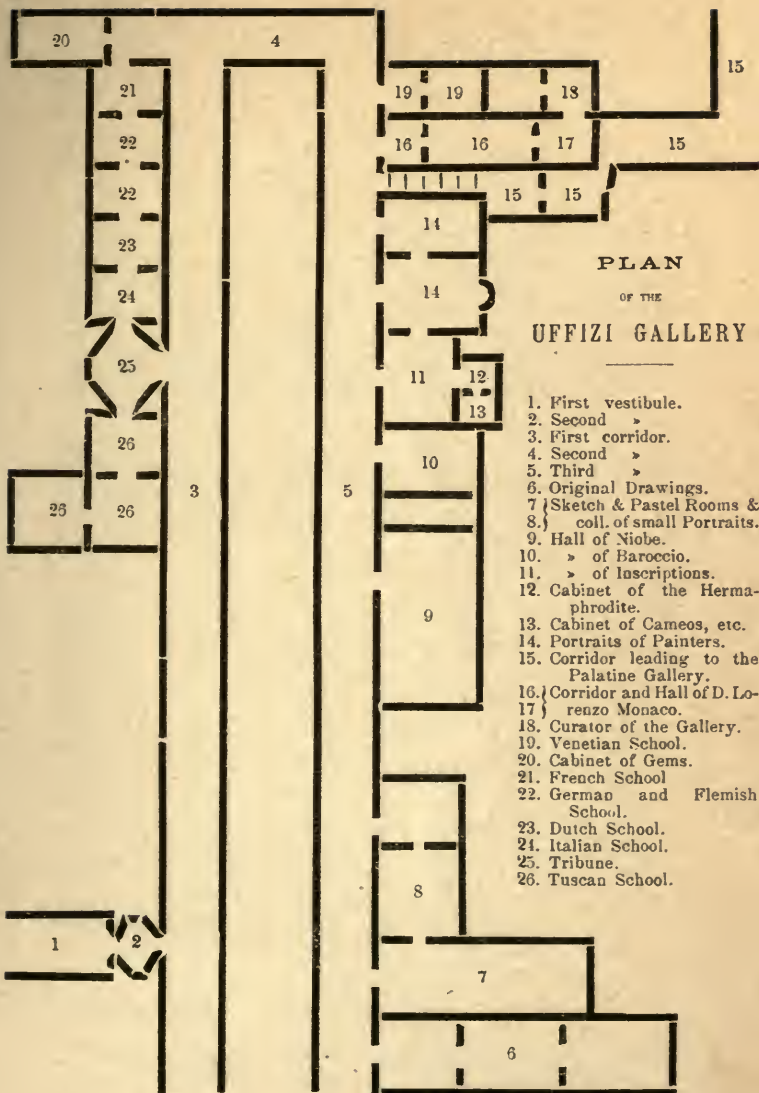 20 4 15
19 19 18
21
16 16 17 15
22
15 15
22
14
23
PLAN
14
24
OF THE
UFFIZI GALLERY
25
11 12
13
1. First vestibule.
2. Second »
26
3. First corridor.
4. Second »
10
5. Third »
6. Original Drawings.
26 26 3 5
7 } Sketch & Pastel Rooms &
8. } coll. of small Portraits.
9. Hall of Niobe.
10. » of Baroccio.
11. » of Inscriptions.
12. Cabinet of the Herma-
phrodite.
9
13. Cabinet of Cameos, etc.
14. Portraits of Painters.
15. Corridor leading to the
Palatine Gallery.
16. } Corridor and Hall of D. Lo-
17 } renzo Monaco.
18. Curator of the Gallery.
19. Venetian School.
20. Cabinet of Gems.
21. French School
22. German and Flemish
School.
23. Dutch School.
24. Italian School.
25. Tribune.
26. Tuscan School.
8
1 2
7
6